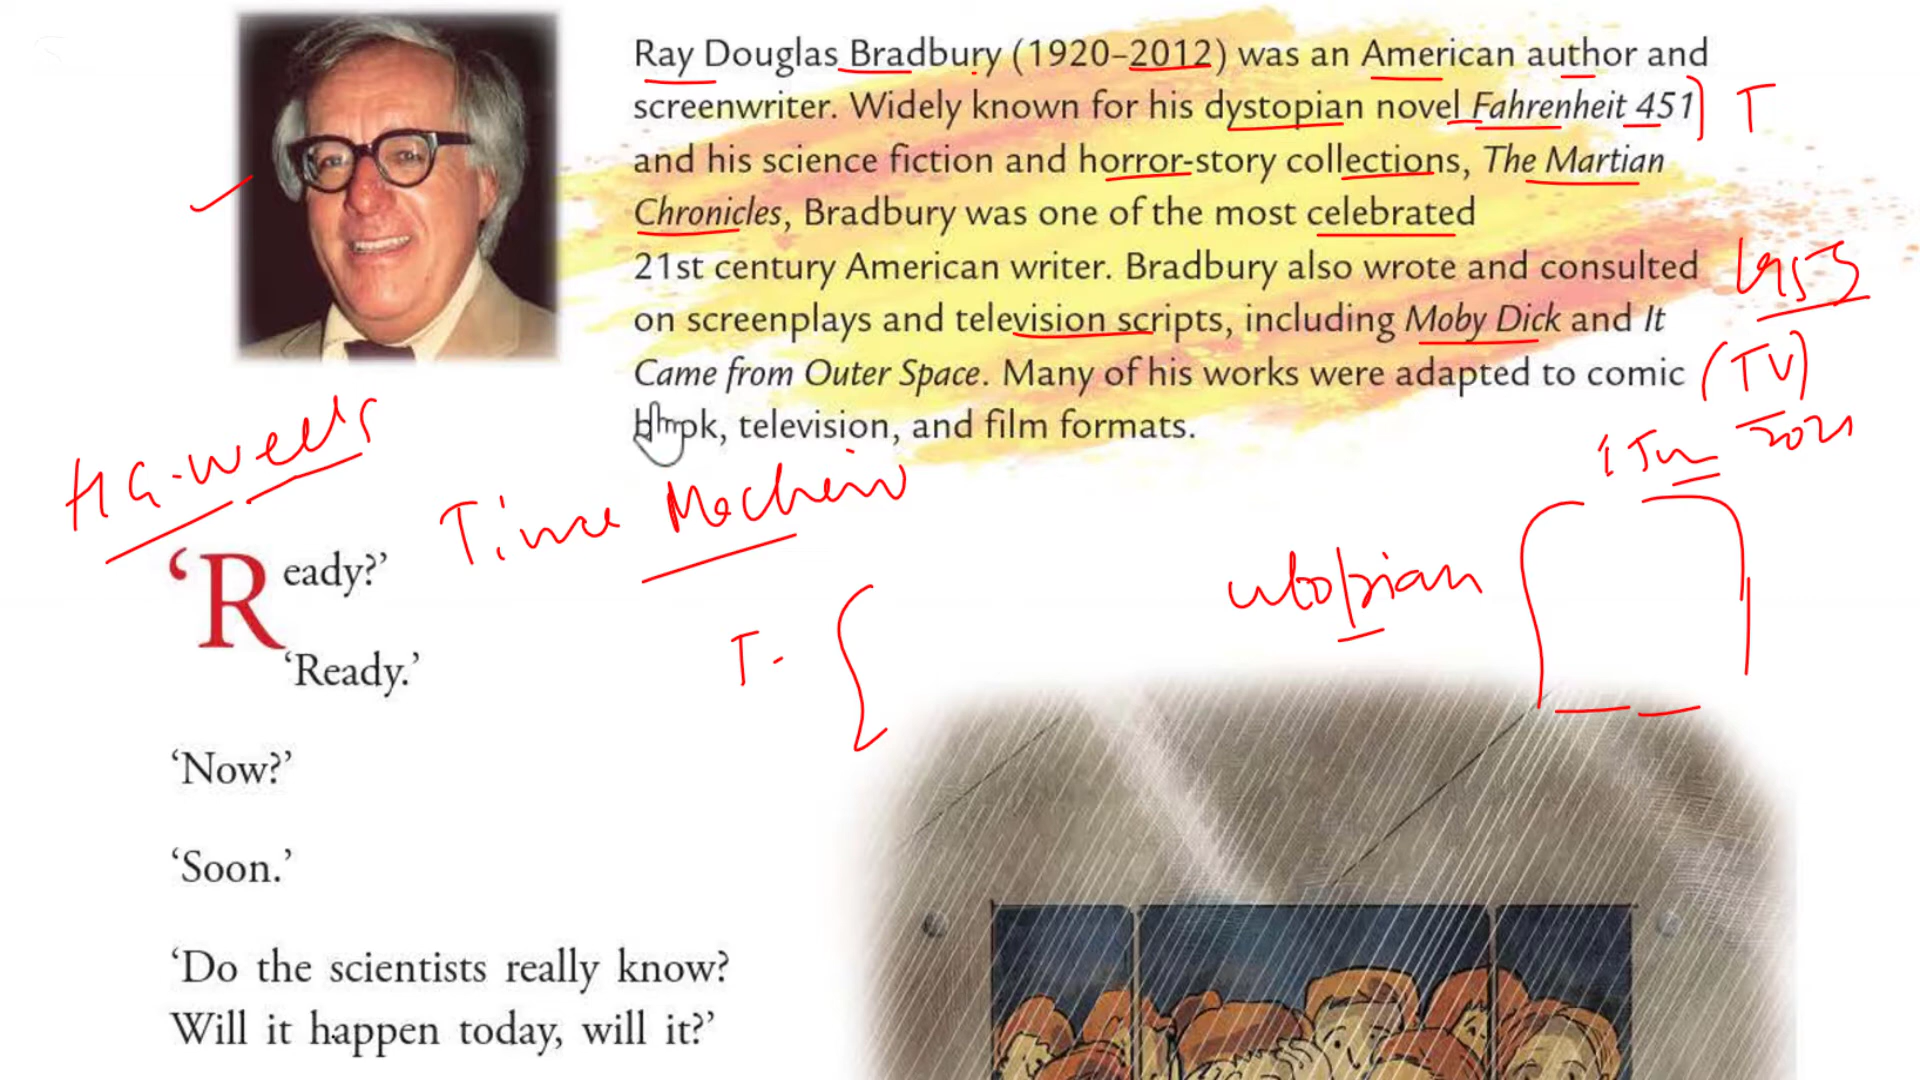 Ray Douglas Bradbury (1920–2012) was an American author and
screenwriter. Widely known for his dystopian novel Fahrenheit 451
T
and his science fiction and horror-story collections, The Martian
Chronicles, Bradbury was one of the most celebrated
21st century American writer. Bradbury also wrote and consulted
1953
on screenplays and television scripts, including Moby Dick and It
Came from Outer Space. Many of his works were adapted to comic
(TV)
television, and film formats.
2021
HG. Wells
Time
utopian
‘Ready?’
T-
‘Ready.’
‘Now?’
‘Soon.’
‘Do the scientists really know?
Will it happen today, will it?’